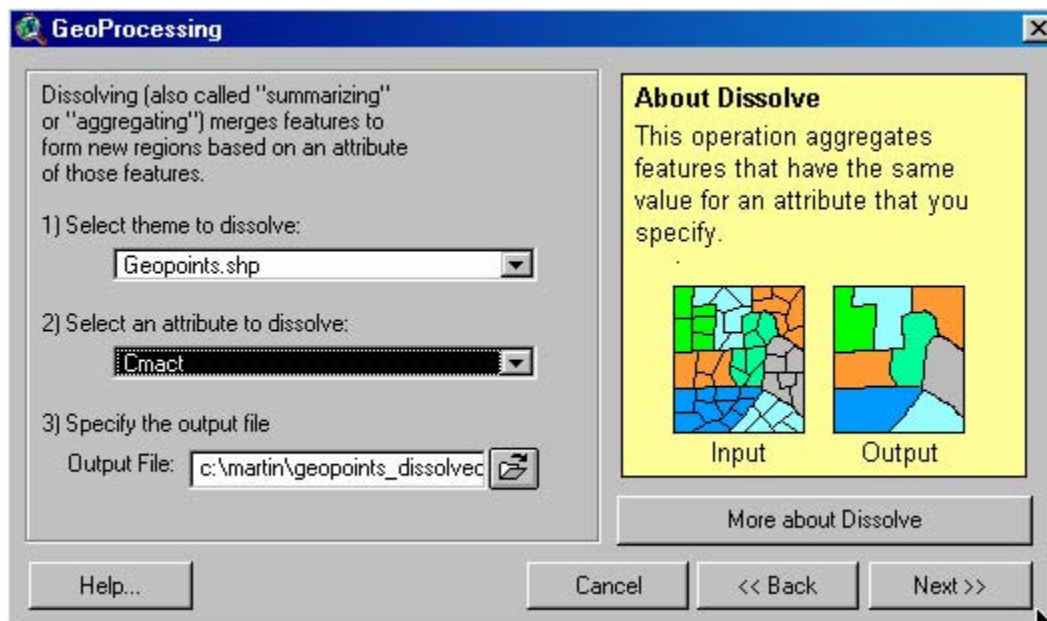 GeoProcessing
Dissolving (also called "summarizing"
or "aggregating") merges features to
form new regions based on an attribute
of those features.
1) Select theme to dissolve:
Geopoints.shp
2) Select an attribute to dissolve:
Cmact
3) Specify the output file
Output File: c:\martin\geopoints_dissolved
About Dissolve
This operation aggregates
features that have the same
value for an attribute that you
specify.
Input Output
More about Dissolve
Help... Cancel << Back Next >>